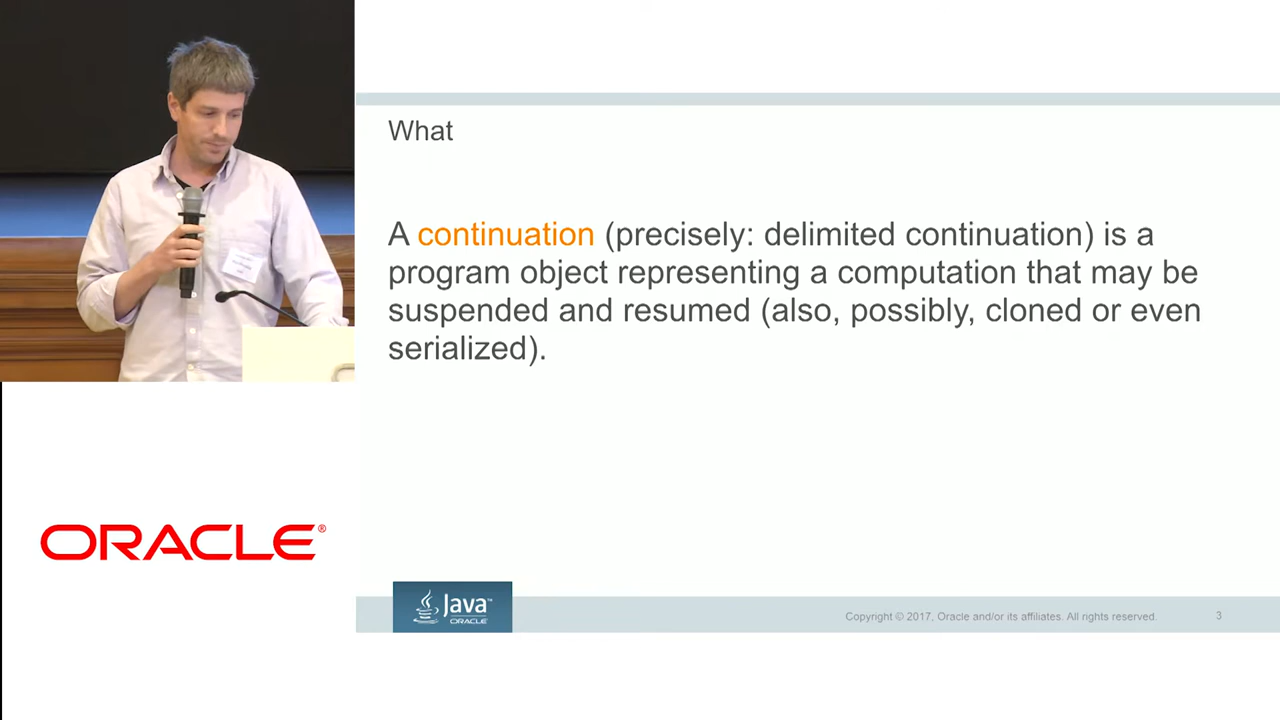 What
A continuation (precisely: delimited continuation) is a
program object representing a computation that may be
suspended and resumed (also, possibly, cloned or even
serialized).
ORACLE®
Java™
ORACLE
Copyright © 2017, Oracle and/or its affiliates. All rights reserved. 3